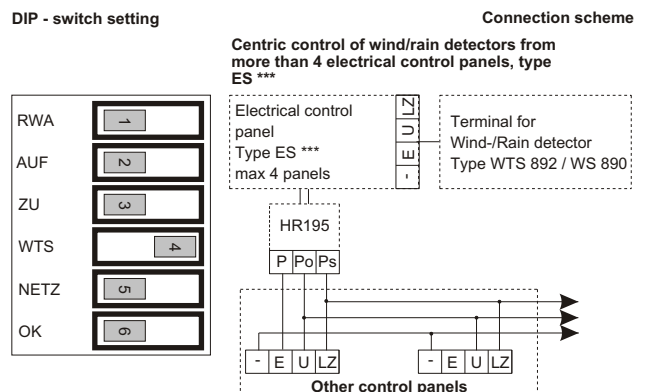 DIP - switch setting
Connection scheme
Centric control of wind/rain detectors from
more than 4 electrical control panels, type
ES ***
RWA 1
AUF 2
ZU 3
WTS 4
NETZ 5
OK 6
Electrical control
panel
Type ES ***
max 4 panels
LZ
U
E
-
Terminal for
Wind-/Rain detector
Type WTS 892 / WS 890
HR195
P Po Ps
- E U LZ
- E U LZ
Other control panels